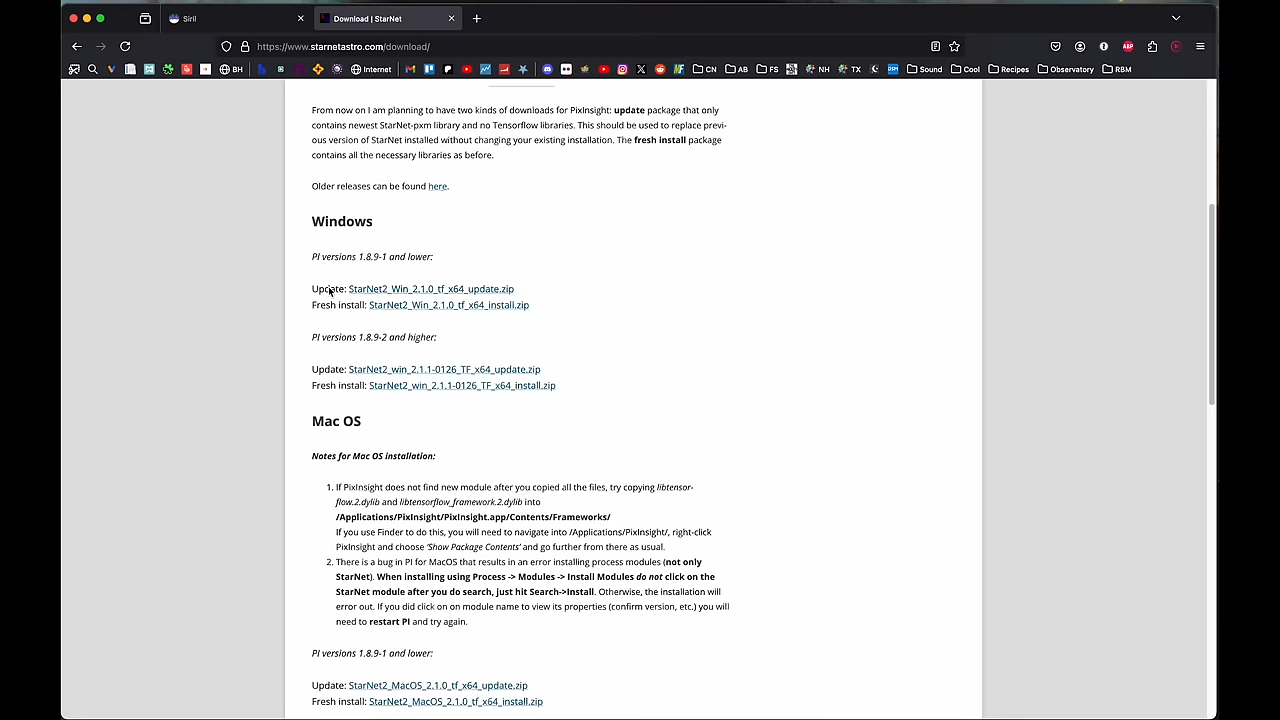 Siril
Download | StarNet
https://www.starnetastro.com/download/
BH
Internet
CN
AB
FS
NH
TX
Sound
Cool
Recipes
Observatory
RBM
From now on I am planning to have two kinds of downloads for PixInsight: update package that only
contains newest StarNet-pxm library and no Tensorflow libraries. This should be used to replace previ-
ous version of StarNet installed without changing your existing installation. The fresh install package
contains all the necessary libraries as before.
Older releases can be found here.
Windows
PI versions 1.8.9-1 and lower:
Update: StarNet2_Win_2.1.0_tf_x64_update.zip
Fresh install: StarNet2_Win_2.1.0_tf_x64_install.zip
PI versions 1.8.9-2 and higher:
Update: StarNet2_win_2.1.1-0126_TF_x64_update.zip
Fresh install: StarNet2_win_2.1.1-0126_TF_x64_install.zip
Mac OS
Notes for Mac OS installation:
1. If PixInsight does not find new module after you copied all the files, try copying libtensor-
flow.2.dylib and libtensorflow_framework.2.dylib into
/Applications/PixInsight/PixInsight.app/Contents/Frameworks/
If you use Finder to do this, you will need to navigate into /Applications/PixInsight/, right-click
PixInsight and choose ‘Show Package Contents’ and go further from there as usual.
2. There is a bug in PI for MacOS that results in an error installing process modules (not only
StarNet). When installing using Process -> Modules -> Install Modules do not click on the
StarNet module after you do search, just hit Search->Install. Otherwise, the installation will
error out. If you did click on on module name to view its properties (confirm version, etc.) you will
need to restart PI and try again.
PI versions 1.8.9-1 and lower:
Update: StarNet2_MacOS_2.1.0_tf_x64_update.zip
Fresh install: StarNet2_MacOS_2.1.0_tf_x64_install.zip